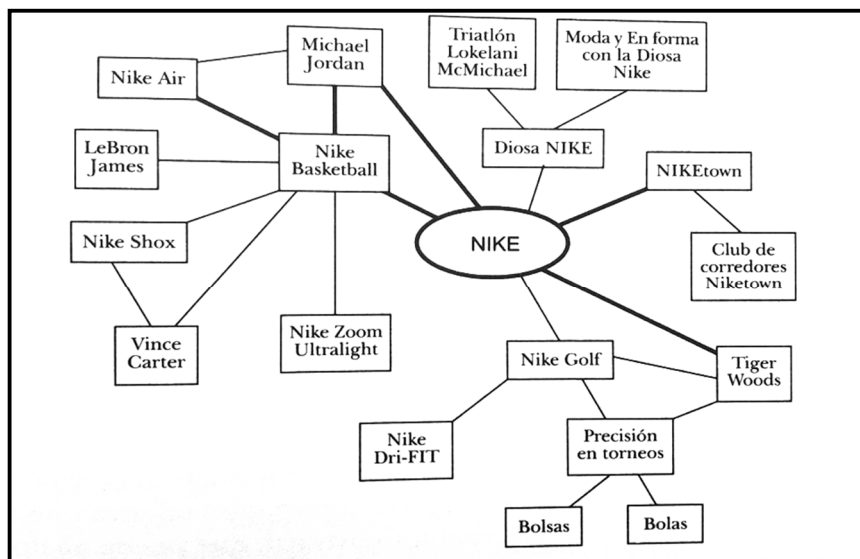 Michael
Jordan
Triatlón
Lokelani
McMichael
Moda y En forma
con la Diosa
Nike
Nike Air
LeBron
James
Nike
Basketball
Diosa NIKE
NIKEtown
Nike Shox
NIKE
Club de
corredores
Niketown
Vince
Carter
Nike Zoom
Ultralight
Nike Golf
Tiger
Woods
Nike
Dri-FIT
Precisión
en torneos
Bolsas
Bolas